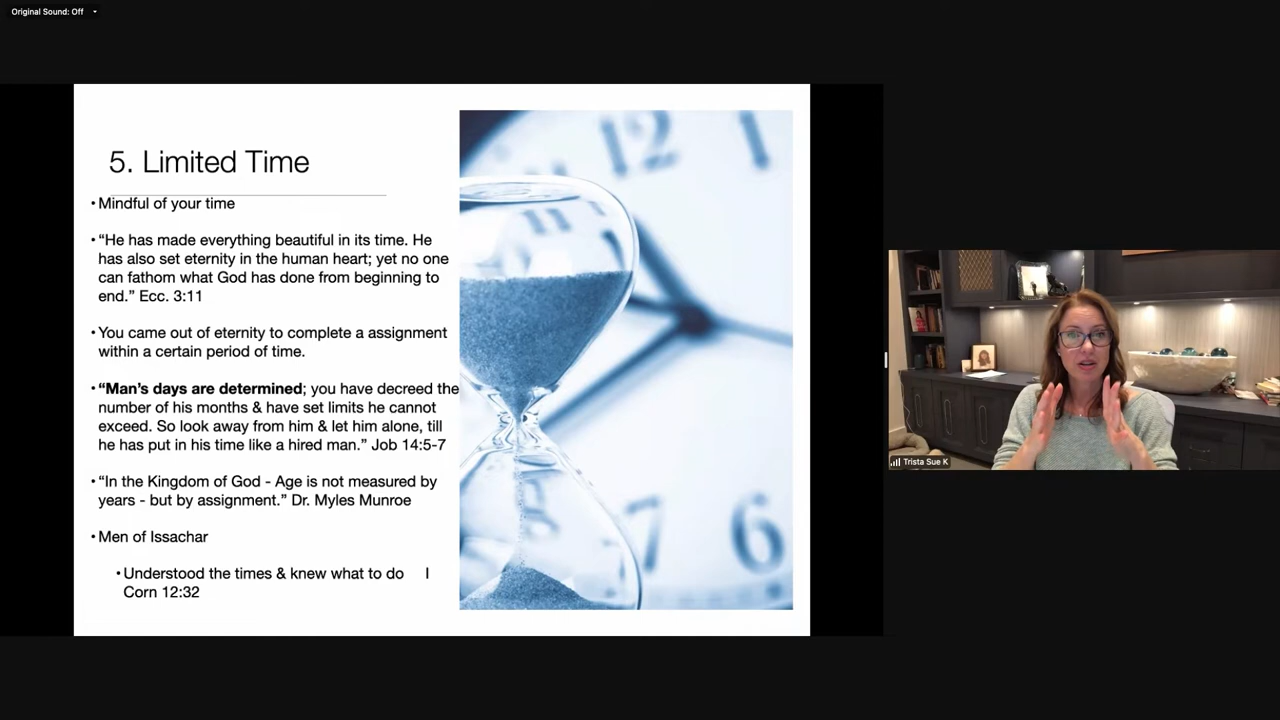 Original Sound: Off
5. Limited Time
• Mindful of your time
• “He has made everything beautiful in its time. He
has also set eternity in the human heart; yet no one
can fathom what God has done from beginning to
end.” Ecc. 3:11
• You came out of eternity to complete a assignment
within a certain period of time.
• “Man’s days are determined; you have decreed the
number of his months & have set limits he cannot
exceed. So look away from him & let him alone, till
he has put in his time like a hired man.” Job 14:5-7
• “In the Kingdom of God - Age is not measured by
years - but by assignment.” Dr. Myles Munroe
• Men of Issachar
• Understood the times & knew what to do I
Corn 12:32
12
1
11
8
7
6
Trista Sue K